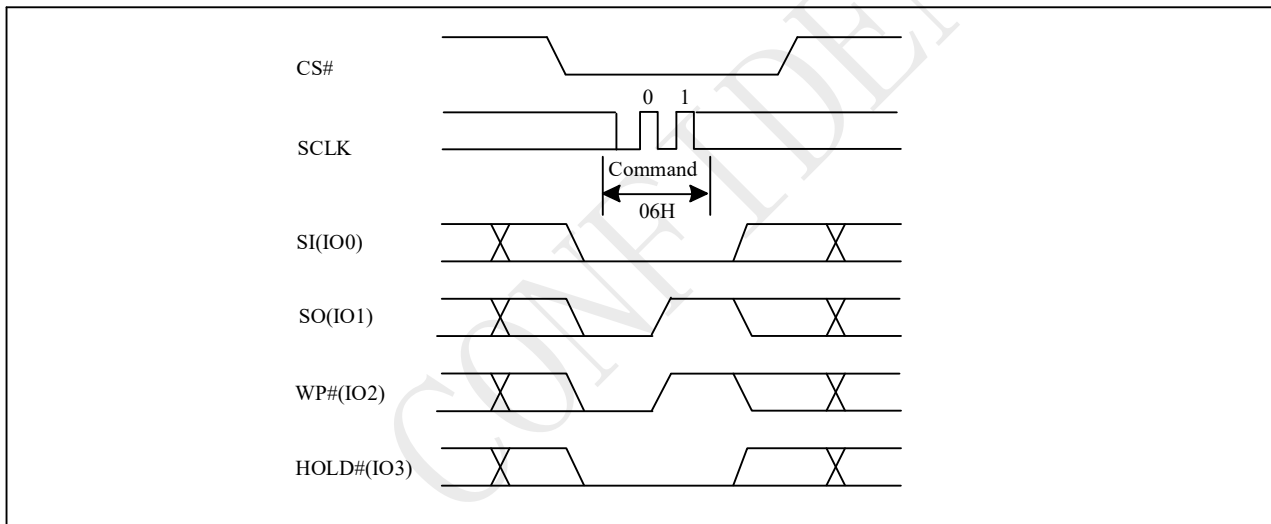 CS#
0 1
SCLK
Command
06H
SI(IO0)
SO(IO1)
WP#(IO2)
HOLD#(IO3)